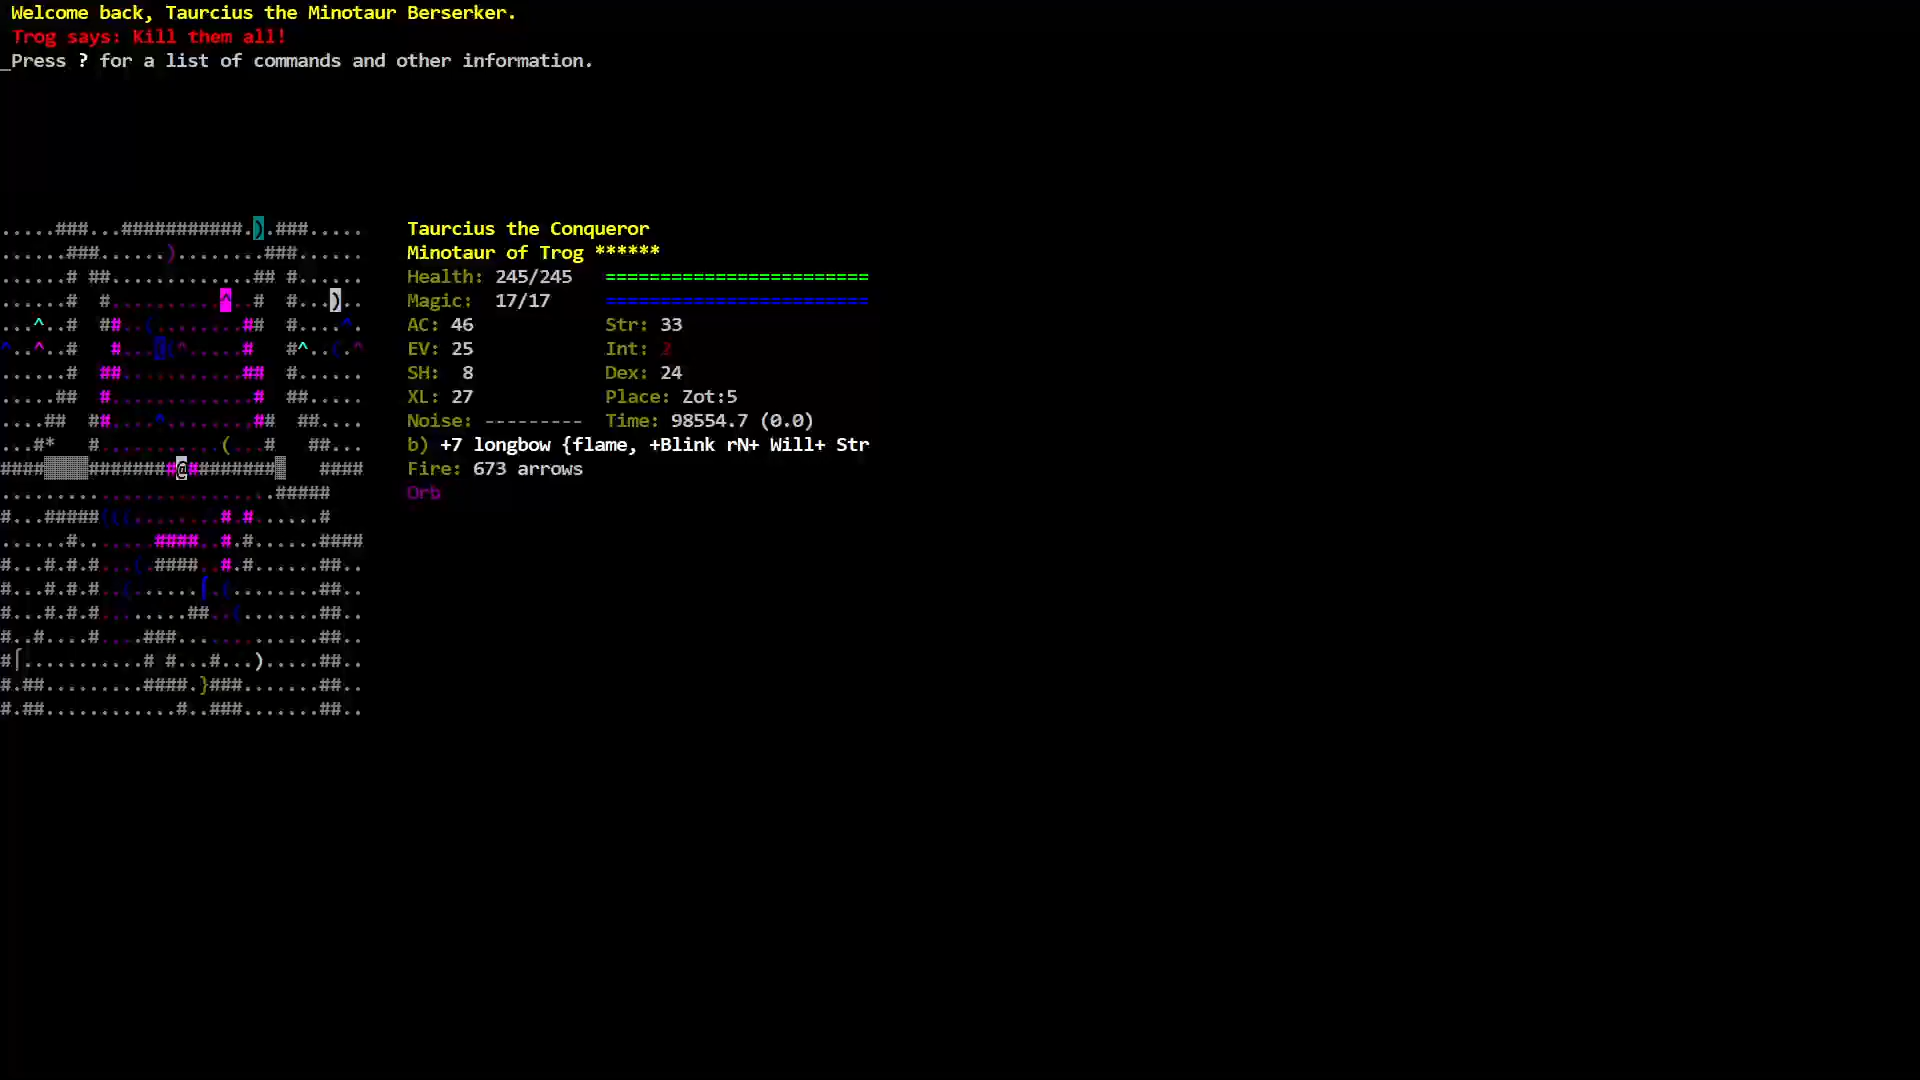 Welcome back, Taurcius the Minotaur Berserker.
Trog says: Kill them all!
_Press ? for a list of commands and other information.
Taurcius the Conqueror
Minotaur of Trog ******
Health: 245/245 ========================
Magic: 17/17 ========================
AC: 46 Str: 33
EV: 25 Int: 2
SH: 8 Dex: 24
XL: 27 Place: Zot:5
Noise: --------- Time: 98554.7 (0.0)
b) +7 longbow {flame, +Blink rN+ Will+ Str
Fire: 673 arrows
Orb